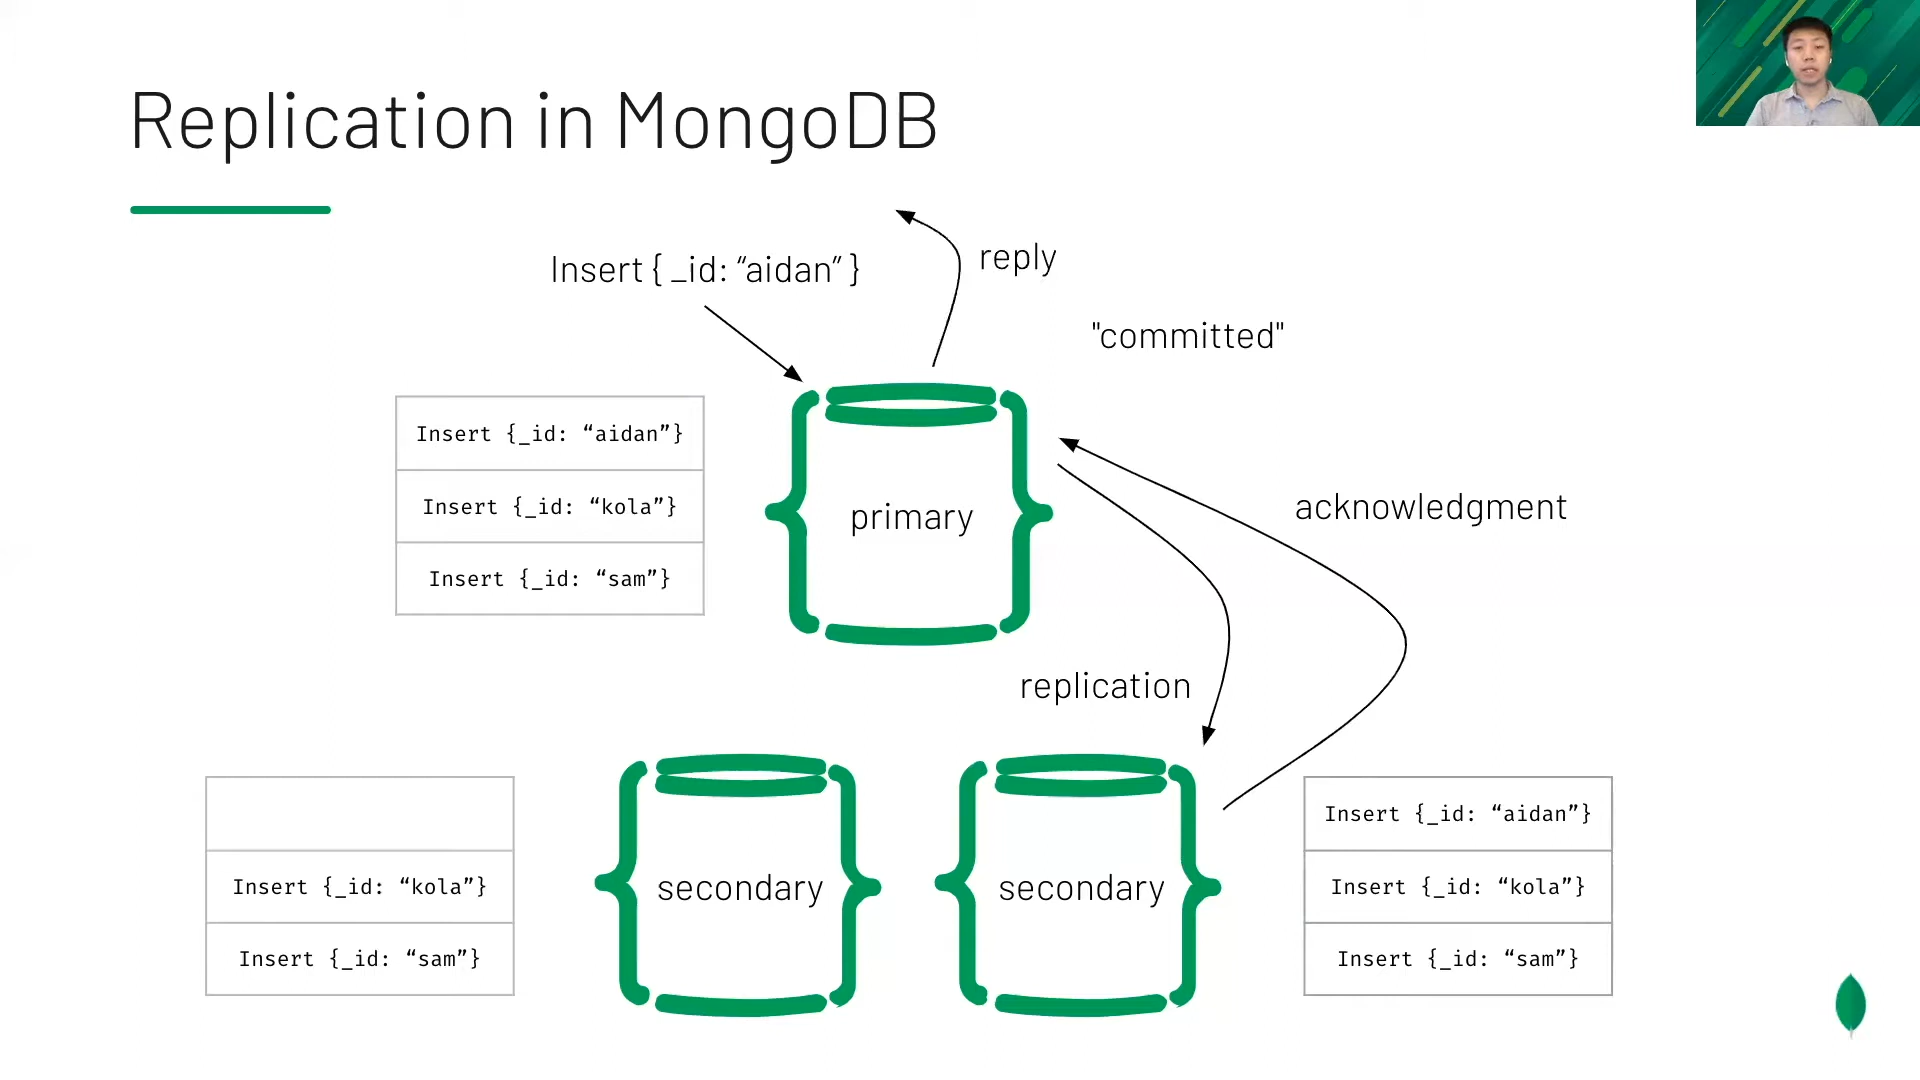 Replication in MongoDB
Insert { _id: “aidan” }
reply
"committed"
Insert {_id: “aidan”}
Insert {_id: “kola”}
Insert {_id: “sam”}
primary
acknowledgment
replication
Insert {_id: “kola”}
Insert {_id: “sam”}
secondary
secondary
Insert {_id: “aidan”}
Insert {_id: “kola”}
Insert {_id: “sam”}